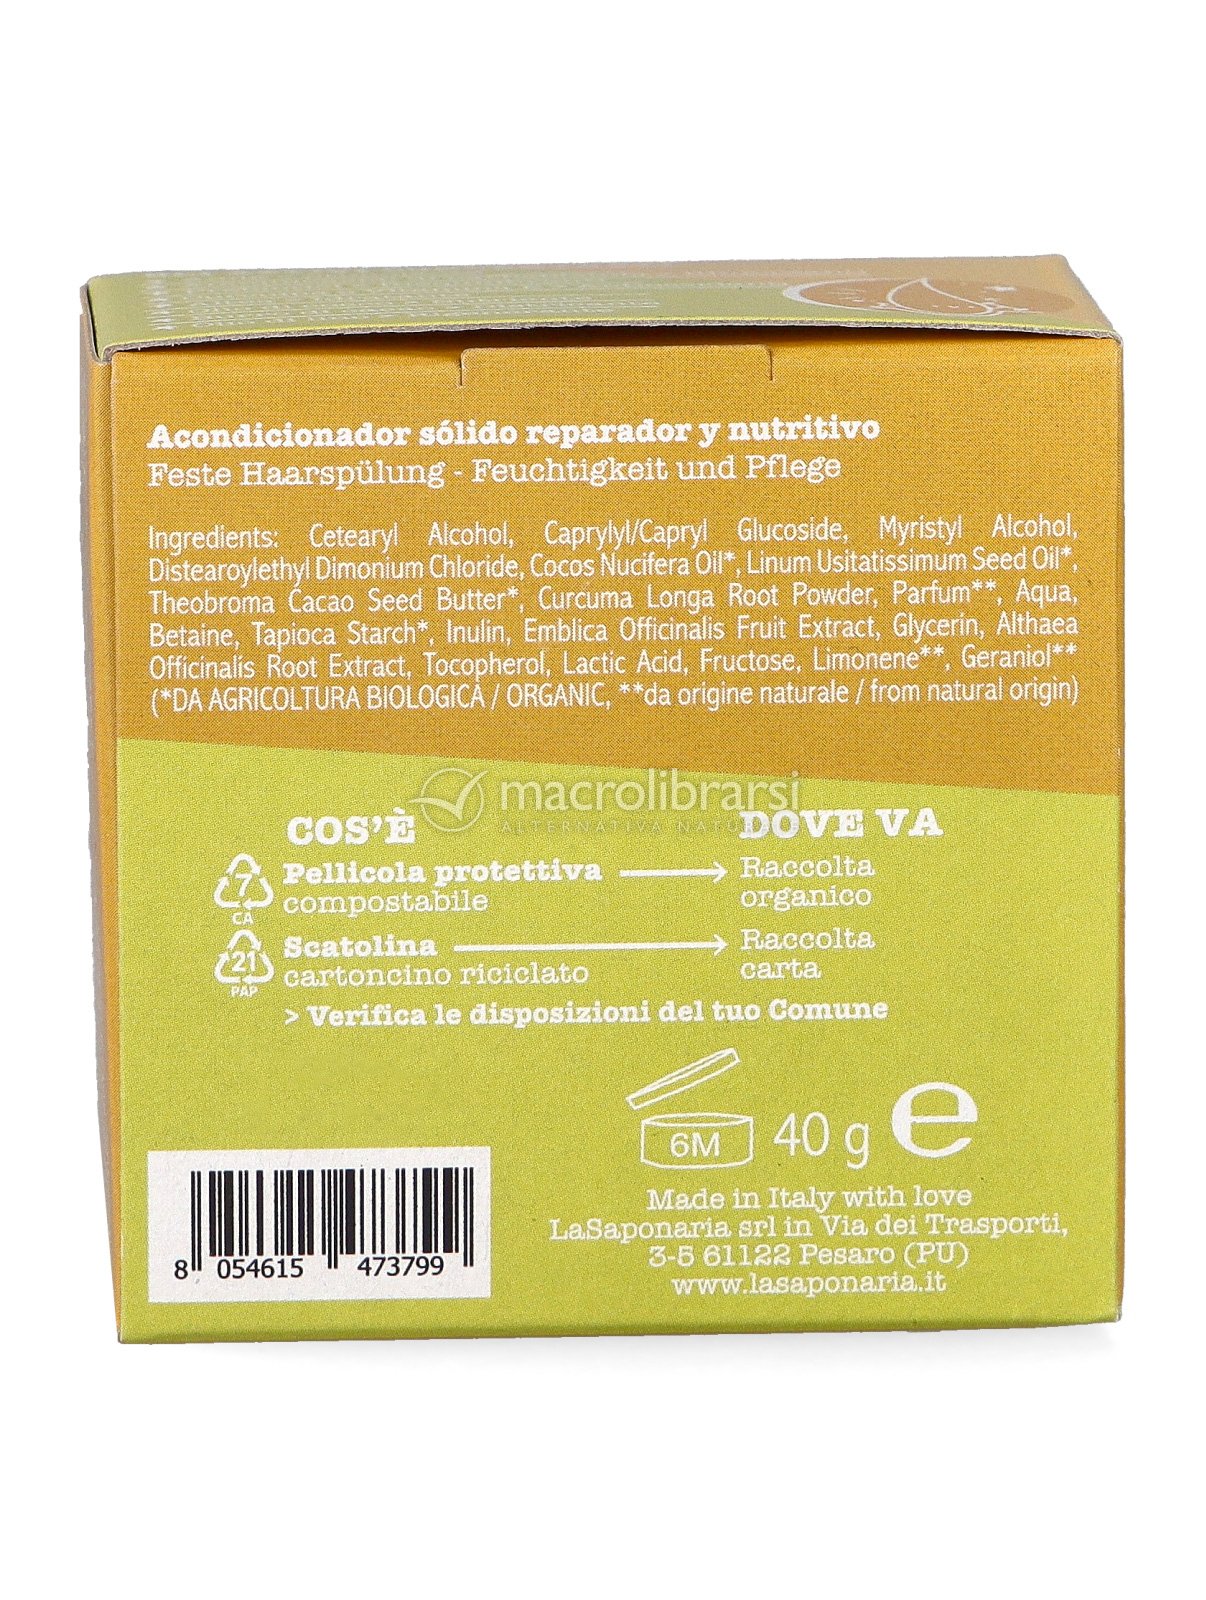 Acondicionador sólido reparador y nutritivo
Feste Haarspülung - Feuchtigkeit und Pflege
Ingredients: Cetearyl Alcohol, Caprylyl/Capryl Glucoside, Myristyl Alcohol,
Distearoylethyl Dimonium Chloride, Cocos Nucifera Oil*, Linum Usitatissimum Seed Oil*,
Theobroma Cacao Seed Butter*, Curcuma Longa Root Powder, Parfum**, Aqua,
Betaine, Tapioca Starch*, Inulin, Emblica Officinalis Fruit Extract, Glycerin, Althaea
Officinalis Root Extract, Tocopherol, Lactic Acid, Fructose, Limonene**, Geraniol**
(*DA AGRICOLTURA BIOLOGICA / ORGANIC, **da origine naturale / from natural origin)
macrolibrarsi
ALTERNATIVA NATURALE
COS'È DOVE VA
7 CA Pellicola protettiva Raccolta
compostabile organico
21 PAP Scatolina Raccolta
cartoncino riciclato carta
> Verifica le disposizioni del tuo Comune
6M 40 g e
Made in Italy with love
LaSaponaria srl in Via dei Trasporti,
3-5 61122 Pesaro (PU)
www.lasaponaria.it
8 054615 473799